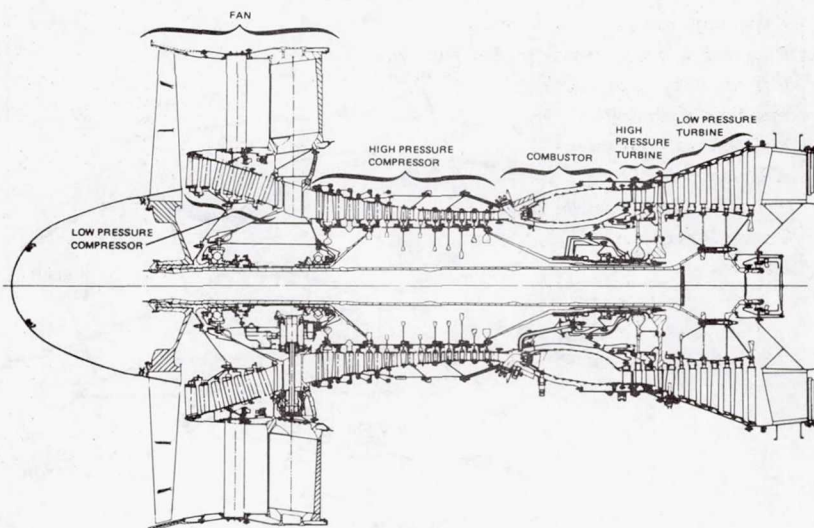 FAN
HIGH PRESSURE
COMPRESSOR
COMBUSTOR
HIGH
PRESSURE
TURBINE
LOW PRESSURE
TURBINE
LOW PRESSURE
COMPRESSOR